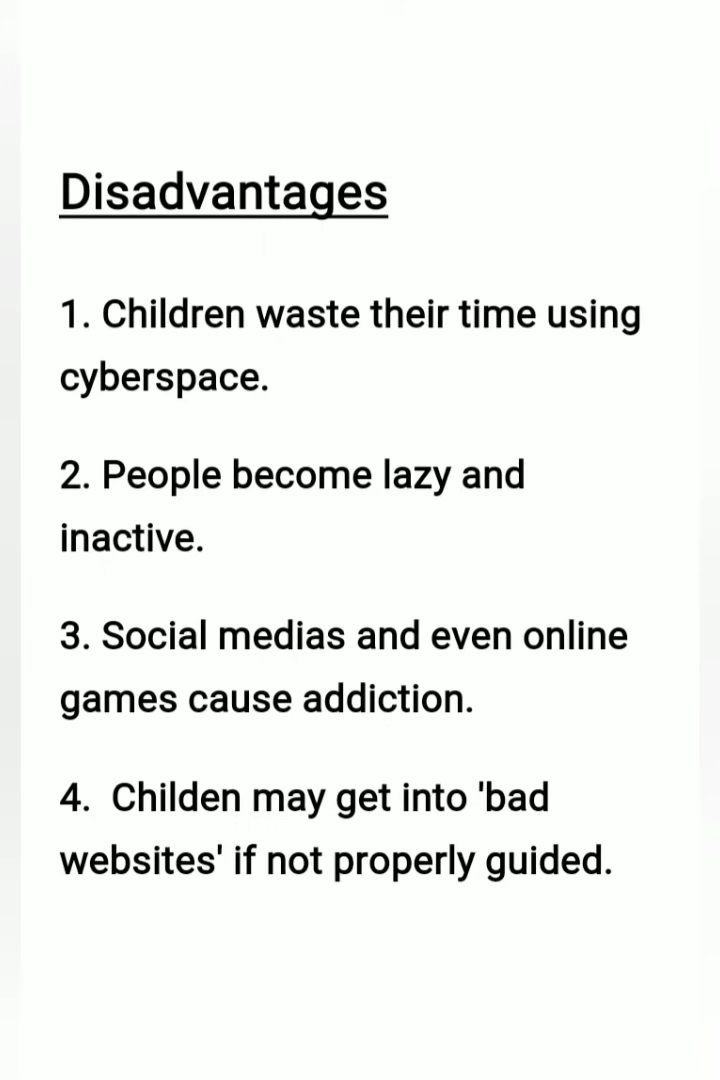 Disadvantages
1. Children waste their time using
cyberspace.
2. People become lazy and
inactive.
3. Social medias and even online
games cause addiction.
4.  Childen may get into 'bad
websites' if not properly guided.